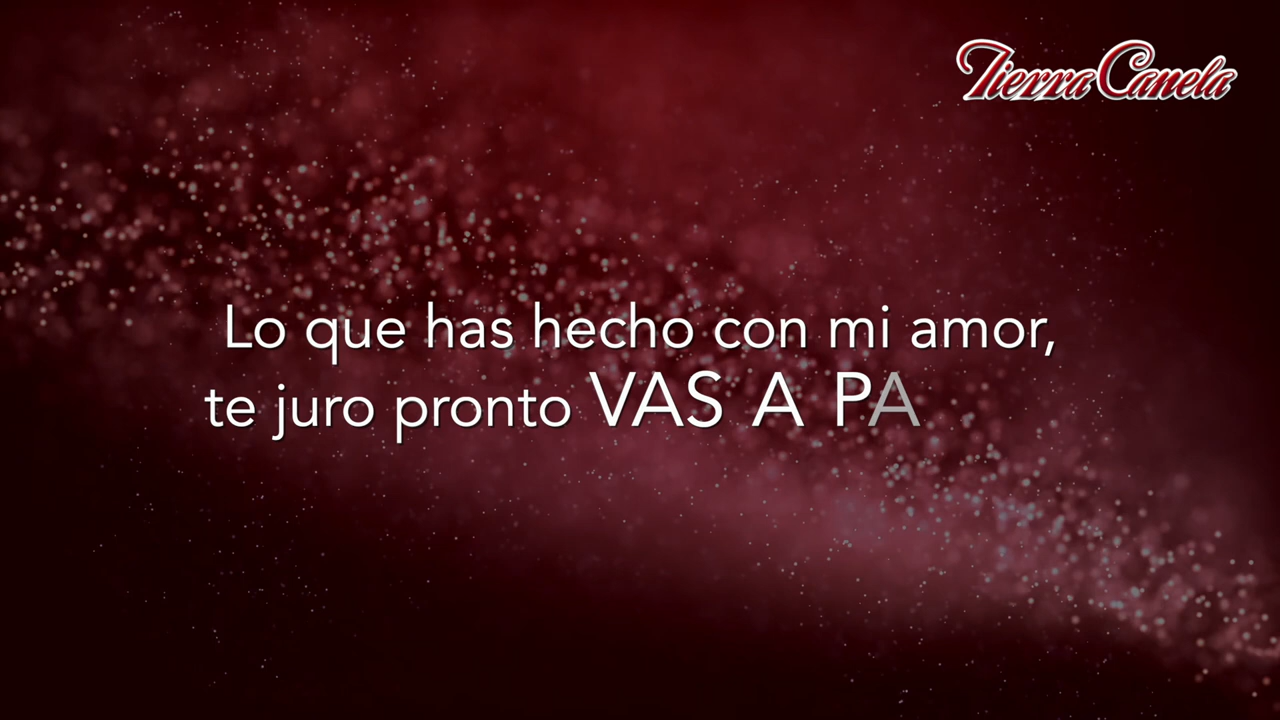 Tierra Canela
Lo que has hecho con mi amor,
te juro pronto VAS A PA